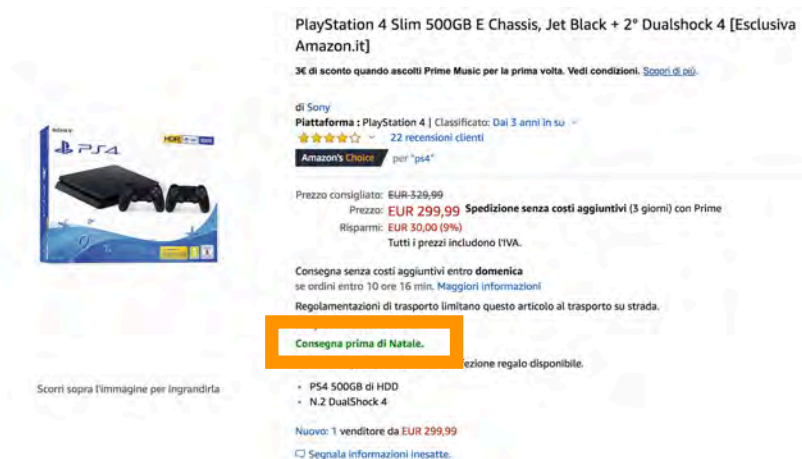 PlayStation 4 Slim 500GB E Chassis, Jet Black + 2° Dualshock 4 [Esclusiva
Amazon.it]
3€ di sconto quando ascolti Prime Music per la prima volta. Vedi condizioni. Scopri di più.
di Sony
Piattaforma : PlayStation 4 | Classificato: Dai 3 anni in su
22 recensioni clienti
Amazon's Choice per "ps4"
SONY
PS4
HDR
Prezzo consigliato: EUR 329,99
Prezzo: EUR 299,99 Spedizione senza costi aggiuntivi (3 giorni) con Prime
Risparmi: EUR 30,00 (9%)
Tutti i prezzi includono l'IVA.
Consegna senza costi aggiuntivi entro domenica
se ordini entro 10 ore 16 min. Maggiori informazioni
Regolamentazioni di trasporto limitano questo articolo al trasporto su strada.
Consegna prima di Natale.
ezione regalo disponibile.
Scorri sopra l'immagine per ingrandirla
• PS4 500GB di HDD
• N.2 DualShock 4
Nuovo: 1 venditore da EUR 299,99
Segnala informazioni inesatte.